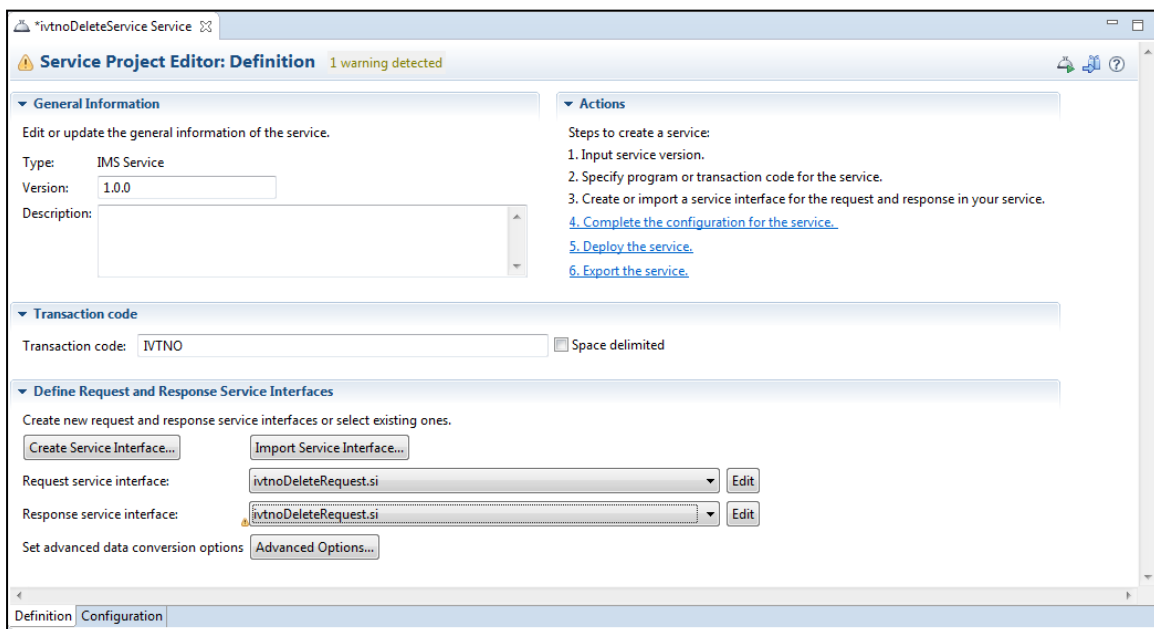 *ivtnoDeleteService Service
Service Project Editor: Definition 1 warning detected
General Information
Edit or update the general information of the service.
Type: IMS Service
Version: 1.0.0
Description:
Actions
Steps to create a service:
1. Input service version.
2. Specify program or transaction code for the service.
3. Create or import a service interface for the request and response in your service.
4. Complete the configuration for the service.
5. Deploy the service.
6. Export the service.
Transaction code
Transaction code: IVTNO Space delimited
Define Request and Response Service Interfaces
Create new request and response service interfaces or select existing ones.
Create Service Interface... Import Service Interface...
Request service interface: ivtnoDeleteRequest.si Edit
Response service interface: ivtnoDeleteRequest.si Edit
Set advanced data conversion options Advanced Options...
Definition Configuration